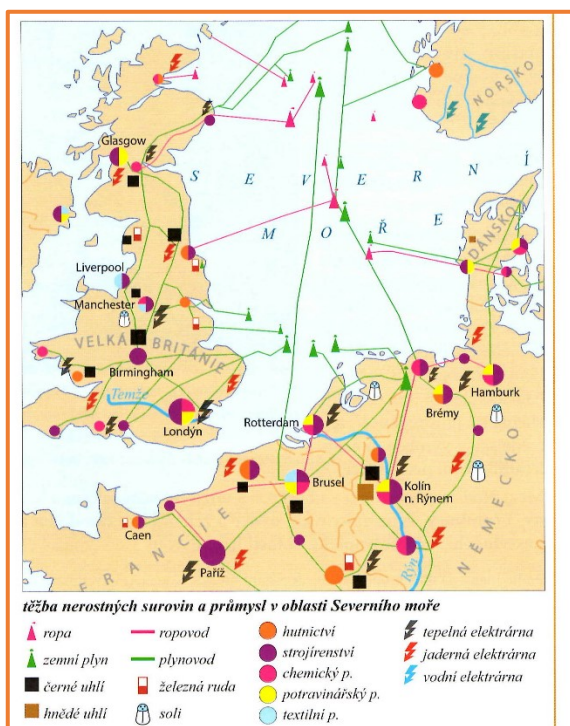 NORSKO
Glasgow
SEVERNÍ
MOŘE
DÁNSKO
Liverpool
Manchester
VELKÁ BRITÁNIE
Birmingham
Temže
Londýn
Rotterdam
Brémy
Hamburk
Brusel
Kolín
n. Rýnem
NĚMECKO
Caen
Paříž
Rýn
FRANCIE
těžba nerostných surovin a průmysl v oblasti Severního moře
ropa
ropovod
hutnictví
tepelná elektrárna
zemní plyn
plynovod
strojírenství
jaderná elektrárna
černé uhlí
železná ruda
chemický p.
vodní elektrárna
hnědé uhlí
soli
potravinářský p.
textilní p.